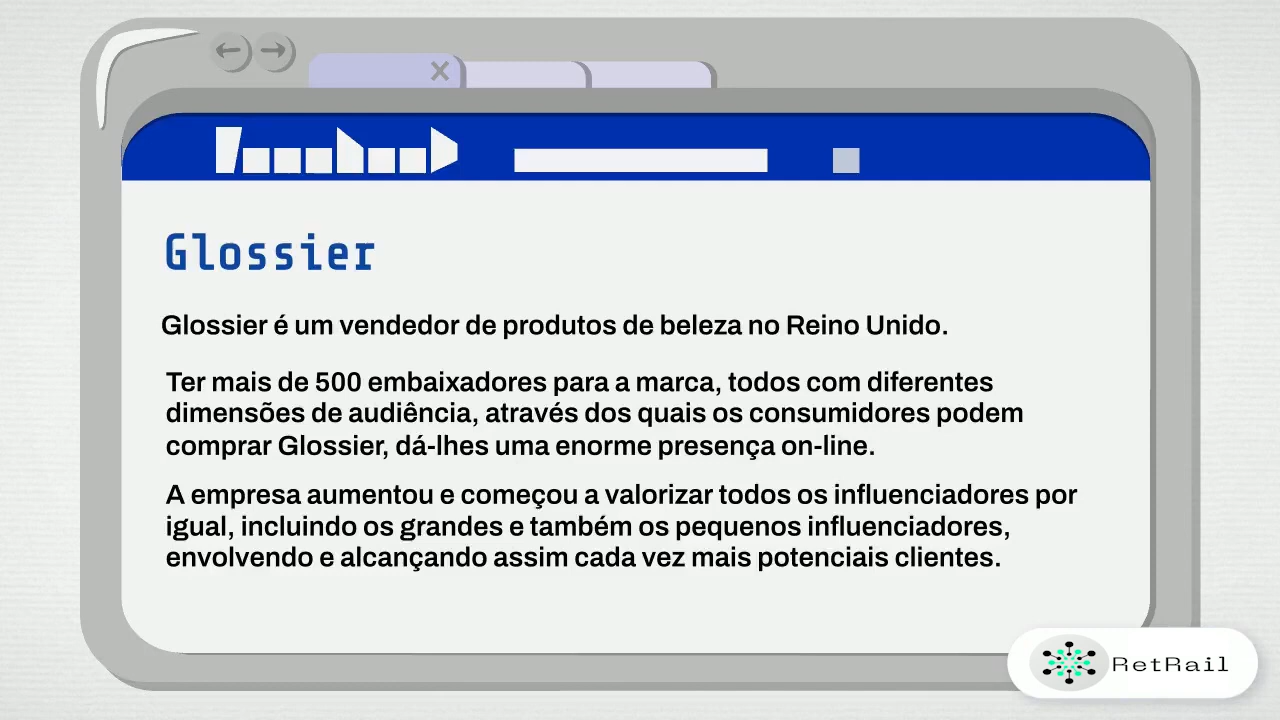 Glossier
Glossier é um vendedor de produtos de beleza no Reino Unido.
Ter mais de 500 embaixadores para a marca, todos com diferentes
dimensões de audiência, através dos quais os consumidores podem
comprar Glossier, dá-lhes uma enorme presença on-line.
A empresa aumentou e começou a valorizar todos os influenciadores por
igual, incluindo os grandes e também os pequenos influenciadores,
envolvendo e alcançando assim cada vez mais potenciais clientes.
RetRail